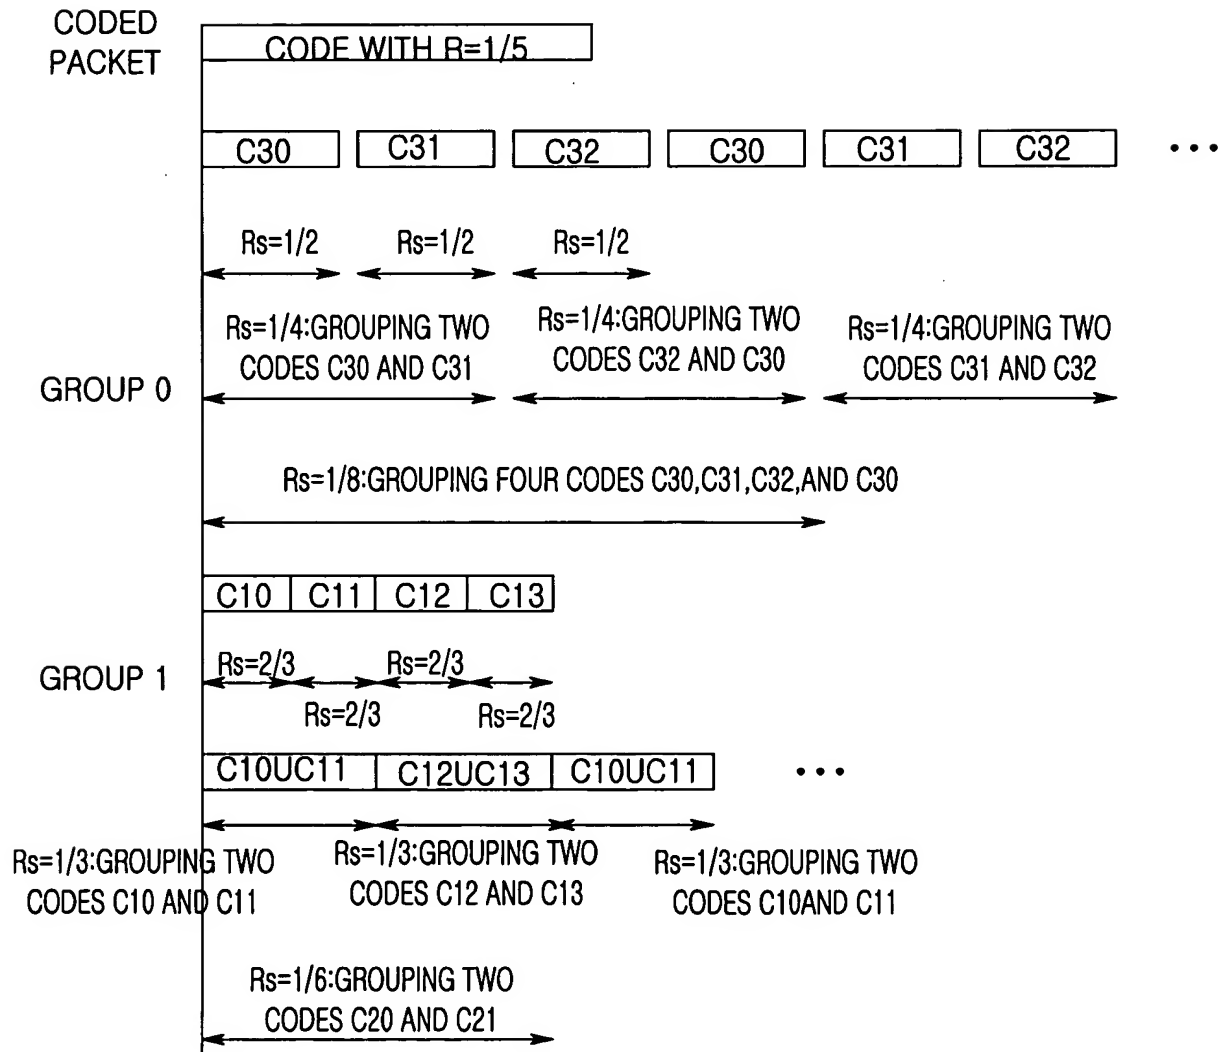 CODED
PACKET
CODE WITH R=1/5
C30 C31 C32 C30 C31 C32 •••
Rs=1/2 Rs=1/2 Rs=1/2
Rs=1/4:GROUPING TWO
CODES C30 AND C31
Rs=1/4:GROUPING TWO
CODES C32 AND C30
Rs=1/4:GROUPING TWO
CODES C31 AND C32
GROUP 0
Rs=1/8:GROUPING FOUR CODES C30,C31,C32,AND C30
C10 C11 C12 C13
GROUP 1
Rs=2/3 Rs=2/3
Rs=2/3 Rs=2/3
C10UC11 C12UC13 C10UC11 •••
Rs=1/3:GROUPING TWO
CODES C10 AND C11
Rs=1/3:GROUPING TWO
CODES C12 AND C13
Rs=1/3:GROUPING TWO
CODES C10AND C11
Rs=1/6:GROUPING TWO
CODES C20 AND C21